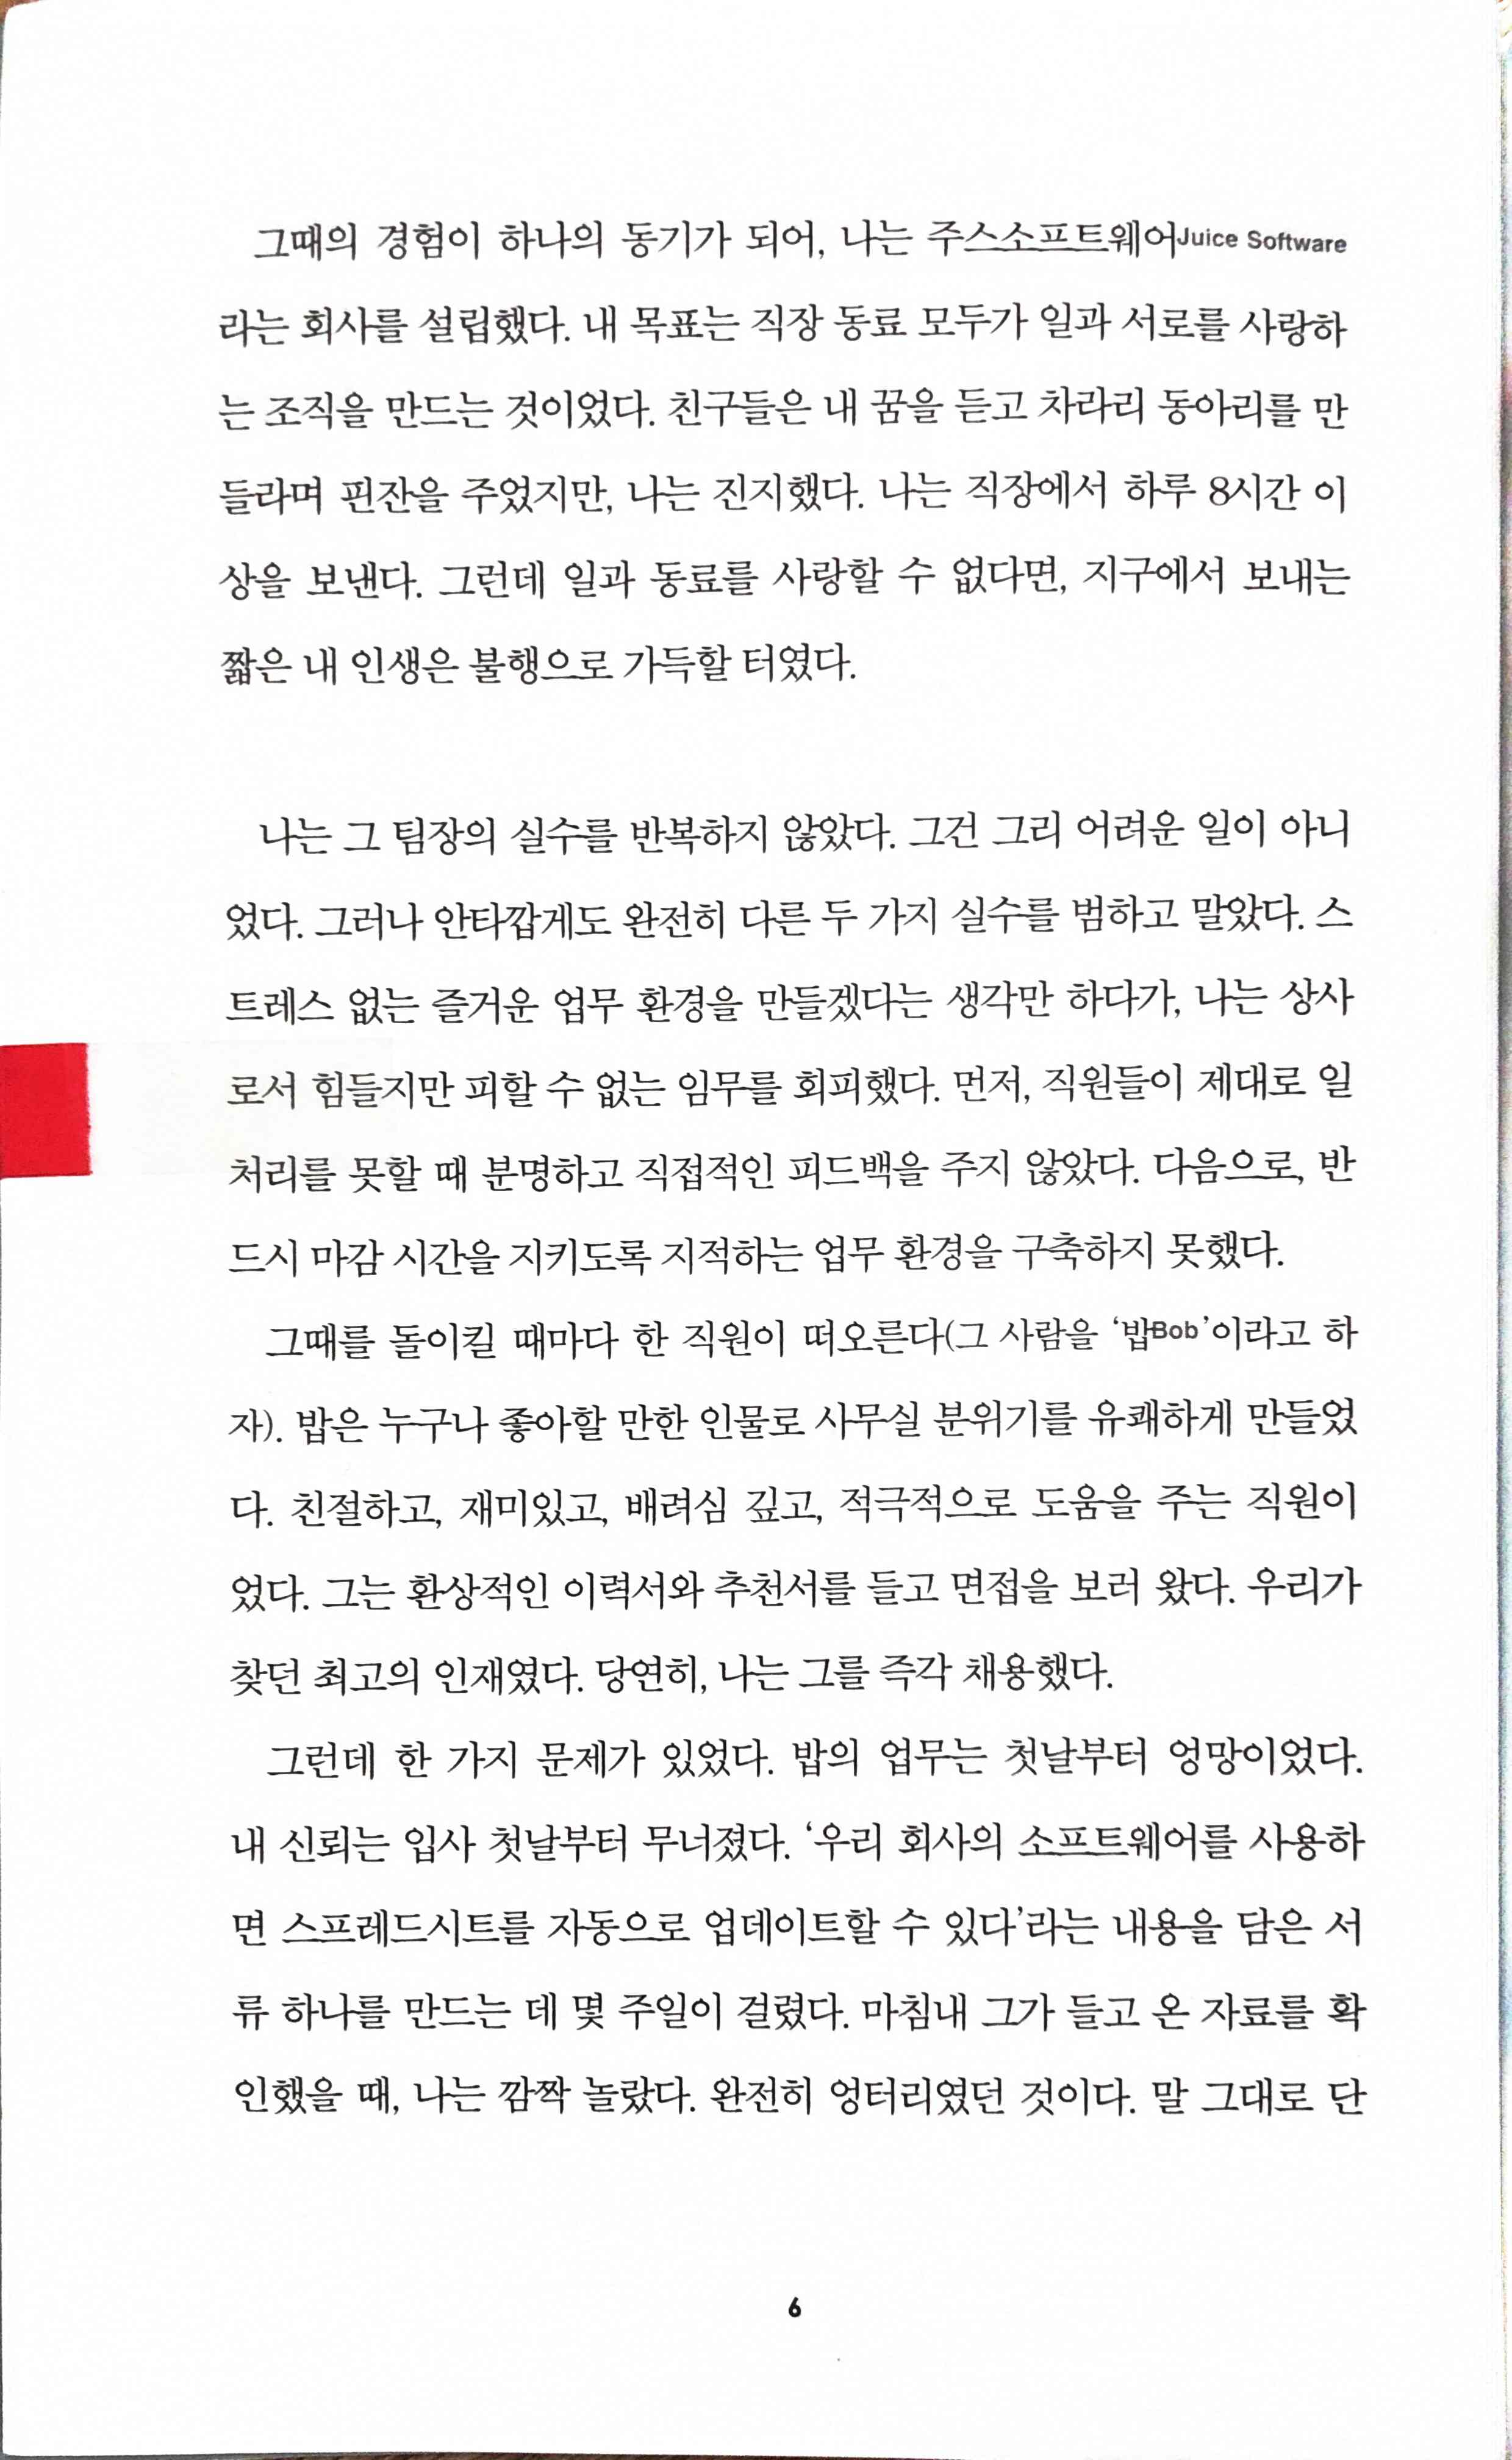 그때의 경험이 하나의 동기가 되어, 나는 주스소프트웨어Juice Software
라는 회사를 설립했다. 내 목표는 직장 동료 모두가 일과 서로를 사랑하
는 조직을 만드는 것이었다. 친구들은 내 꿈을 듣고 차라리 동아리를 만
들라며 핀잔을 주었지만, 나는 진지했다. 나는 직장에서 하루 8시간 이
상을 보낸다. 그런데 일과 동료를 사랑할 수 없다면, 지구에서 보내는
짧은 내 인생은 불행으로 가득할 터였다.
나는 그 팀장의 실수를 반복하지 않았다. 그건 그리 어려운 일이 아니
었다. 그러나 안타깝게도 완전히 다른 두 가지 실수를 범하고 말았다. 스
트레스 없는 즐거운 업무 환경을 만들겠다는 생각만 하다가, 나는 상사
로서 힘들지만 피할 수 없는 임무를 회피했다. 먼저, 직원들이 제대로 일
처리를 못할 때 분명하고 직접적인 피드백을 주지 않았다. 다음으로, 반
드시 마감 시간을 지키도록 지적하는 업무 환경을 구축하지 못했다.
그때를 돌이킬 때마다 한 직원이 떠오른다(그 사람을 ‘밥Bob’이라고 하
자). 밥은 누구나 좋아할 만한 인물로 사무실 분위기를 유쾌하게 만들었
다. 친절하고, 재미있고, 배려심 깊고, 적극적으로 도움을 주는 직원이
었다. 그는 환상적인 이력서와 추천서를 들고 면접을 보러 왔다. 우리가
찾던 최고의 인재였다. 당연히, 나는 그를 즉각 채용했다.
그런데 한 가지 문제가 있었다. 밥의 업무는 첫날부터 엉망이었다.
내 신뢰는 입사 첫날부터 무너졌다. ‘우리 회사의 소프트웨어를 사용하
면 스프레드시트를 자동으로 업데이트할 수 있다’라는 내용을 담은 서
류 하나를 만드는 데 몇 주일이 걸렸다. 마침내 그가 들고 온 자료를 확
인했을 때, 나는 깜짝 놀랐다. 완전히 엉터리였던 것이다. 말 그대로 단
6